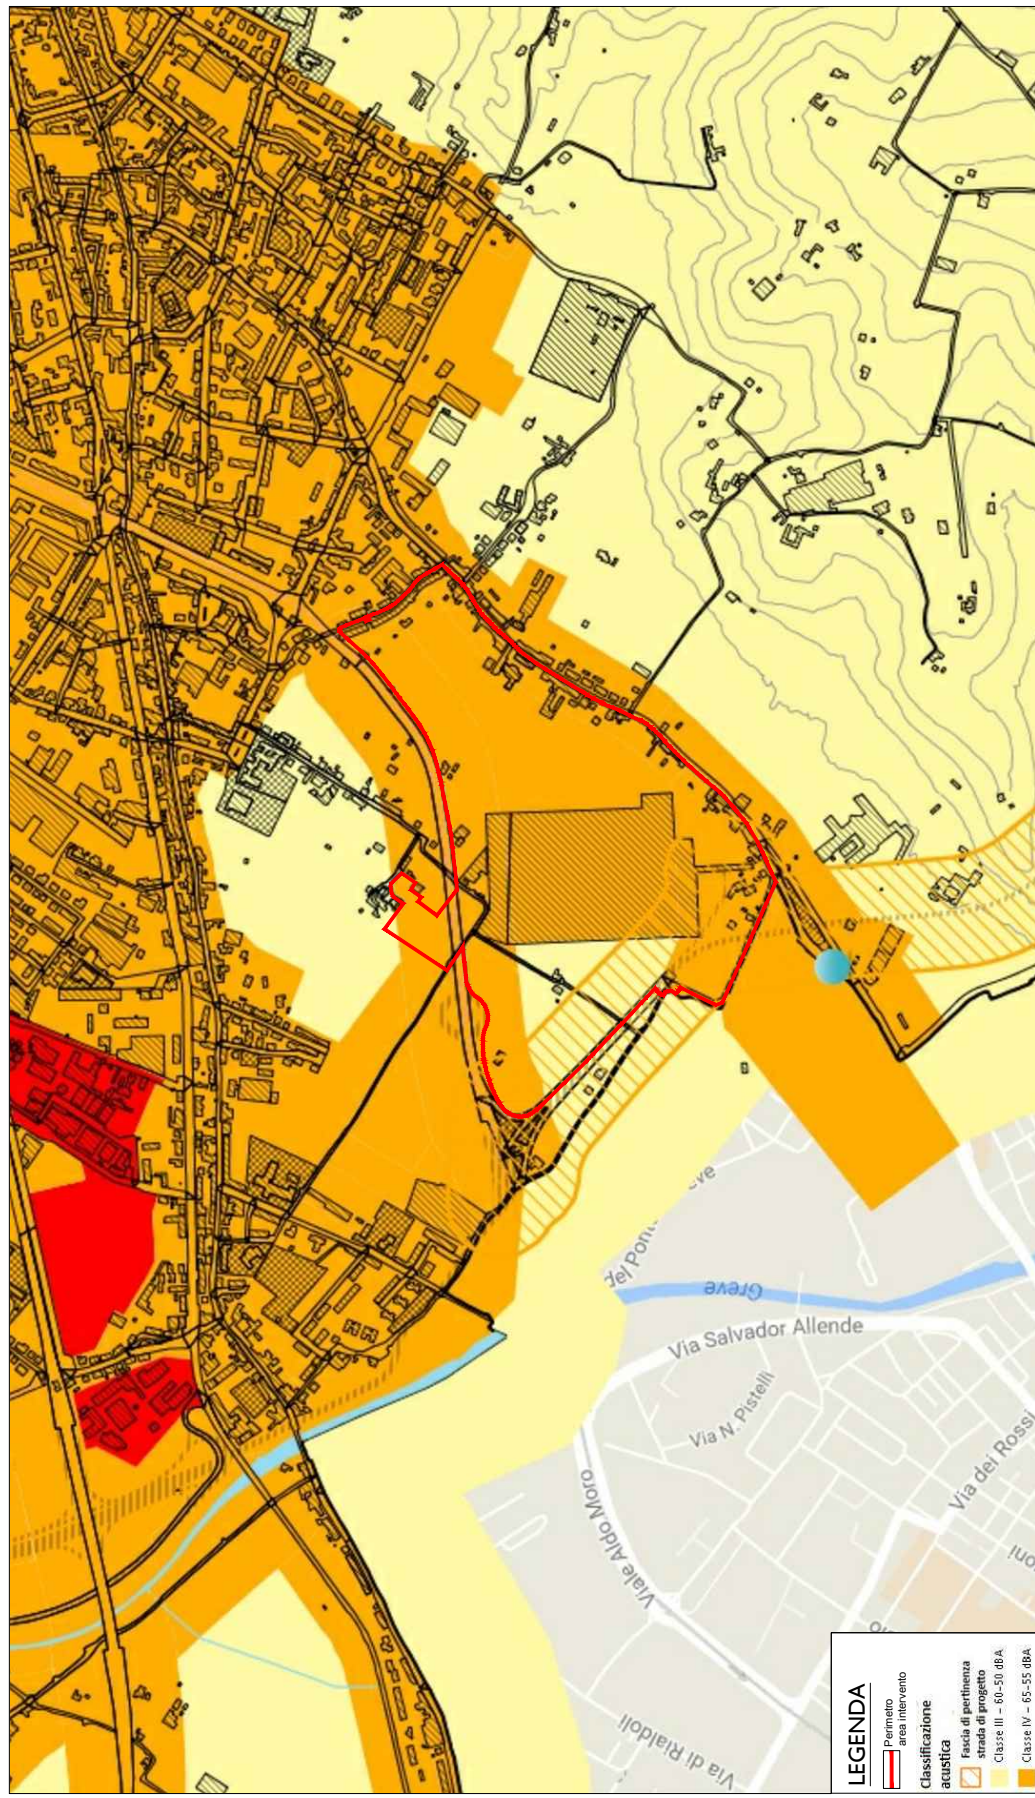 del Ponte
Greve
Greve
Via Salvador Allende
Via N. Pistelli
Viale Aldo Moro
Via dei Rossi
Via di Rialdoli
LEGENDA
Perimetro
area intervento
Classificazione
acustica
Fascia di pertinenza
strada di progetto
Classe III – 60-50 dBA
Classe IV – 65-55 dBA